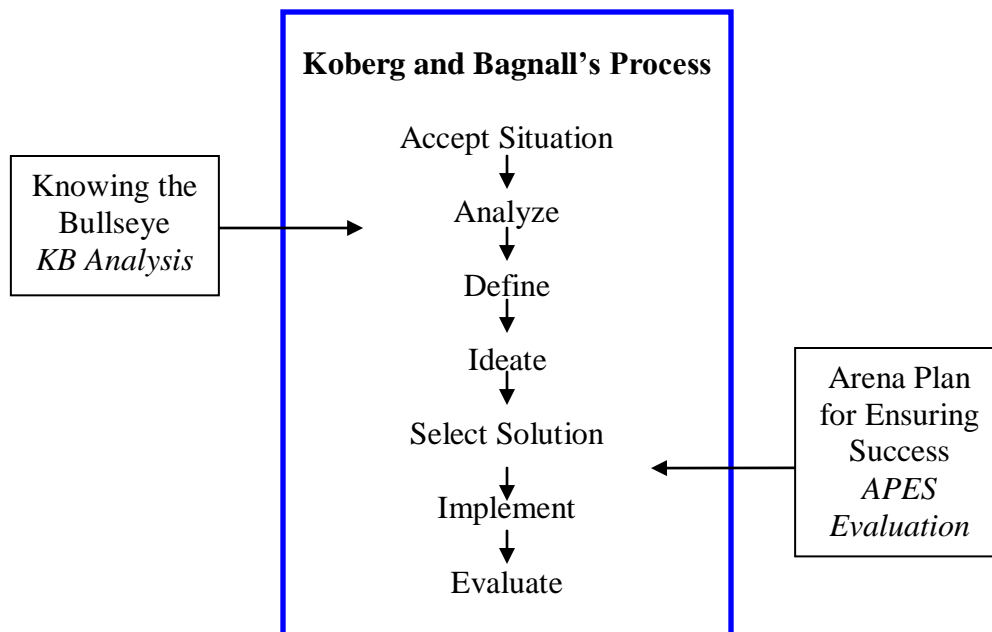 Koberg and Bagnall’s Process
Accept Situation
Analyze
Define
Ideate
Select Solution
Implement
Evaluate
Knowing the
Bullseye
KB Analysis
Arena Plan
for Ensuring
Success
APES
Evaluation